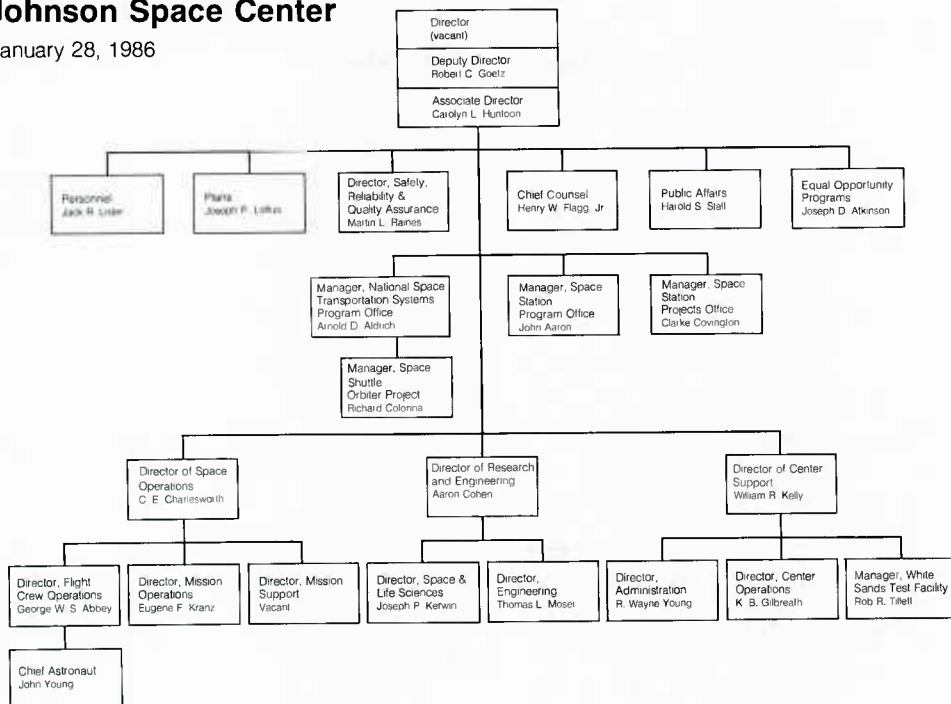 Johnson Space Center
January 28, 1986
Director
(vacant)
Deputy Director
Robert C. Goetz
Associate Director
Carolyn L. Huntoon
Personnel
Jack R. Lister
Plans
Joseph P. Loftus
Director, Safety,
Reliability &
Quality Assurance
Martin L. Raines
Chief Counsel
Henry W. Flagg, Jr
Public Affairs
Harold S. Stall
Equal Opportunity
Programs
Joseph D. Atkinson
Manager, National Space
Transportation Systems
Program Office
Arnold D. Aldrich
Manager, Space
Station
Program Office
John Aaron
Manager, Space
Station
Projects Office
Clarke Covington
Manager, Space
Shuttle
Orbiter Project
Richard Colonna
Director of Space
Operations
C. E. Charlesworth
Director of Research
and Engineering
Aaron Cohen
Director of Center
Support
William R. Kelly
Director, Flight
Crew Operations
George W. S. Abbey
Director, Mission
Operations
Eugene F. Kranz
Director, Mission
Support
Vacant
Director, Space &
Life Sciences
Joseph P. Kerwin
Director,
Engineering
Thomas L. Moser
Director,
Administration
R. Wayne Young
Director, Center
Operations
K. B. Gilbreath
Manager, White
Sands Test Facility
Rob R. Tillett
Chief Astronaut
John Young